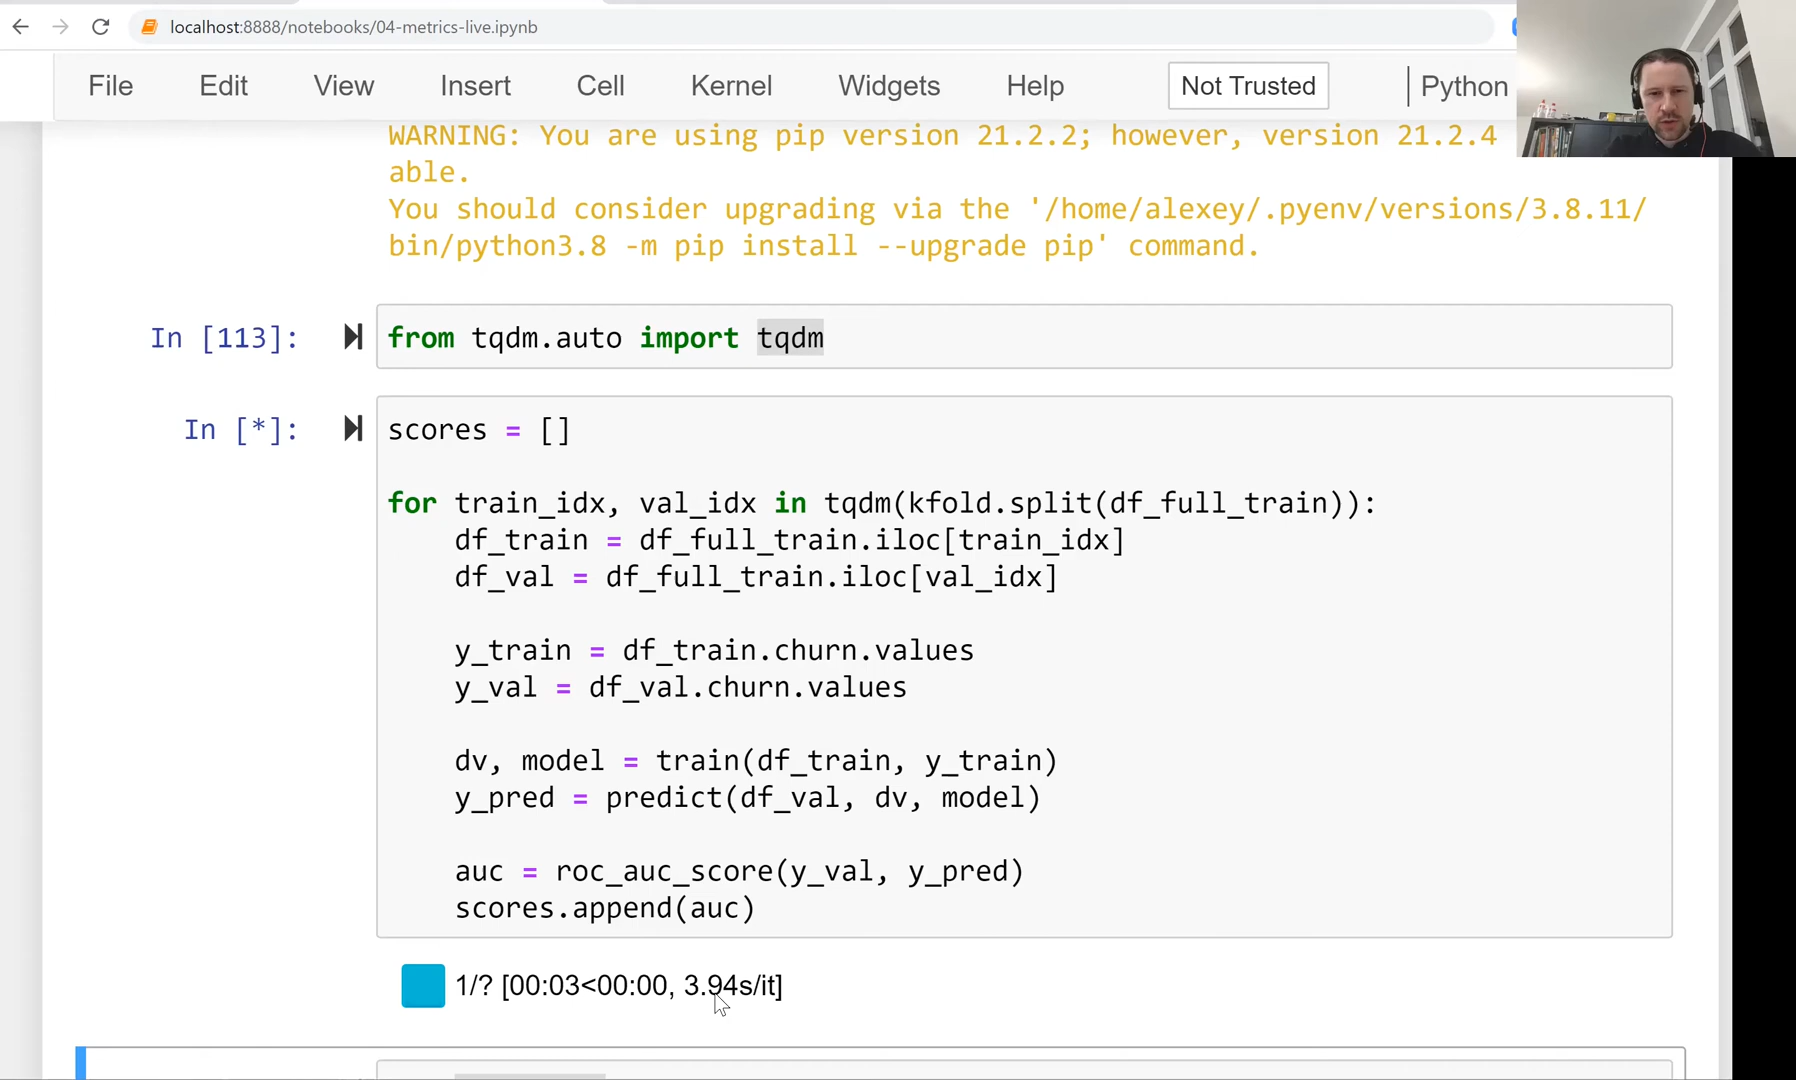 localhost:8888/notebooks/04-metrics-live.ipynb
File Edit View Insert Cell Kernel Widgets Help Not Trusted Python
WARNING: You are using pip version 21.2.2; however, version 21.2.4
able.
You should consider upgrading via the '/home/alexey/.pyenv/versions/3.8.11/
bin/python3.8 -m pip install --upgrade pip' command.
In [113]: from tqdm.auto import tqdm
In [*]: scores = []
for train_idx, val_idx in tqdm(kfold.split(df_full_train)):
df_train = df_full_train.iloc[train_idx]
df_val = df_full_train.iloc[val_idx]
y_train = df_train.churn.values
y_val = df_val.churn.values
dv, model = train(df_train, y_train)
y_pred = predict(df_val, dv, model)
auc = roc_auc_score(y_val, y_pred)
scores.append(auc)
1/? [00:03<00:00, 3.94s/it]